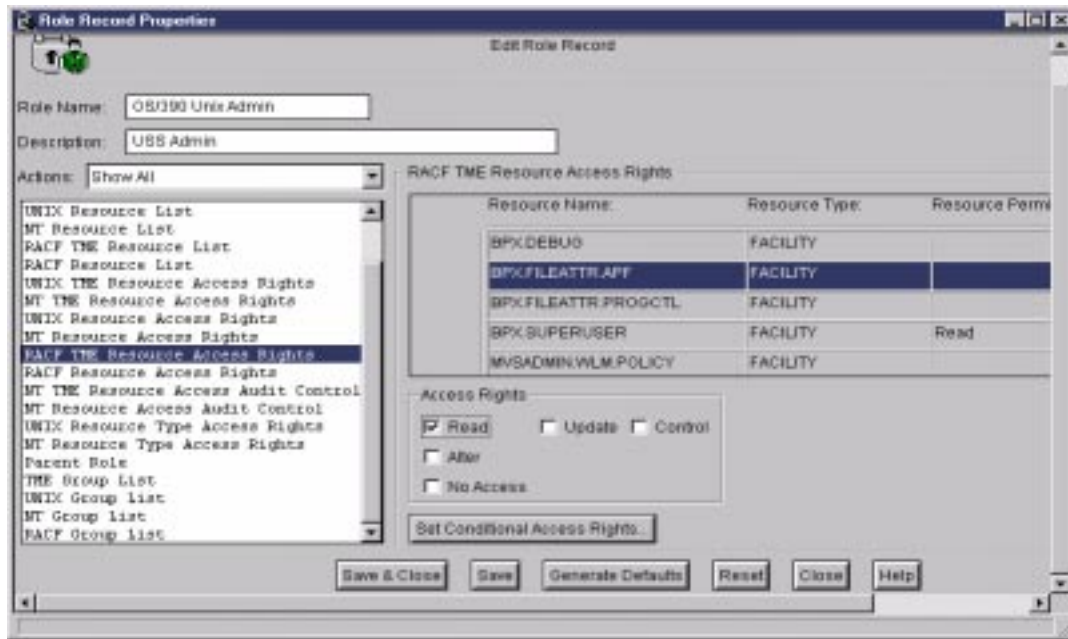 Role Record Properties
Edit Role Record
Role Name: OS/390 Unix Admin
Description: USS Admin
Actions: Show All
UNIX Resource List
NT Resource List
RACF TME Resource List
RACF Resource List
UNIX TME Resource Access Rights
NT TME Resource Access Rights
UNIX Resource Access Rights
NT Resource Access Rights
RACF TME Resource Access Rights
RACF Resource Access Rights
NT TME Resource Access Audit Control
NT Resource Access Audit Control
UNIX Resource Type Access Rights
NT Resource Type Access Rights
Parent Role
TME Group List
UNIX Group List
NT Group List
RACF Group List
RACF TME Resource Access Rights
Resource Name: Resource Type: Resource Permi
BPX.DEBUG FACILITY
BPX.FILEATTR.APF FACILITY
BPX.FILEATTR.PROGCTL FACILITY
BPX.SUPERUSER FACILITY Read
MVSADMIN.WLM.POLICY FACILITY
Access Rights
Read Update Control
Alter
No Access
Set Conditional Access Rights...
Save & Close Save Generate Defaults Reset Close Help